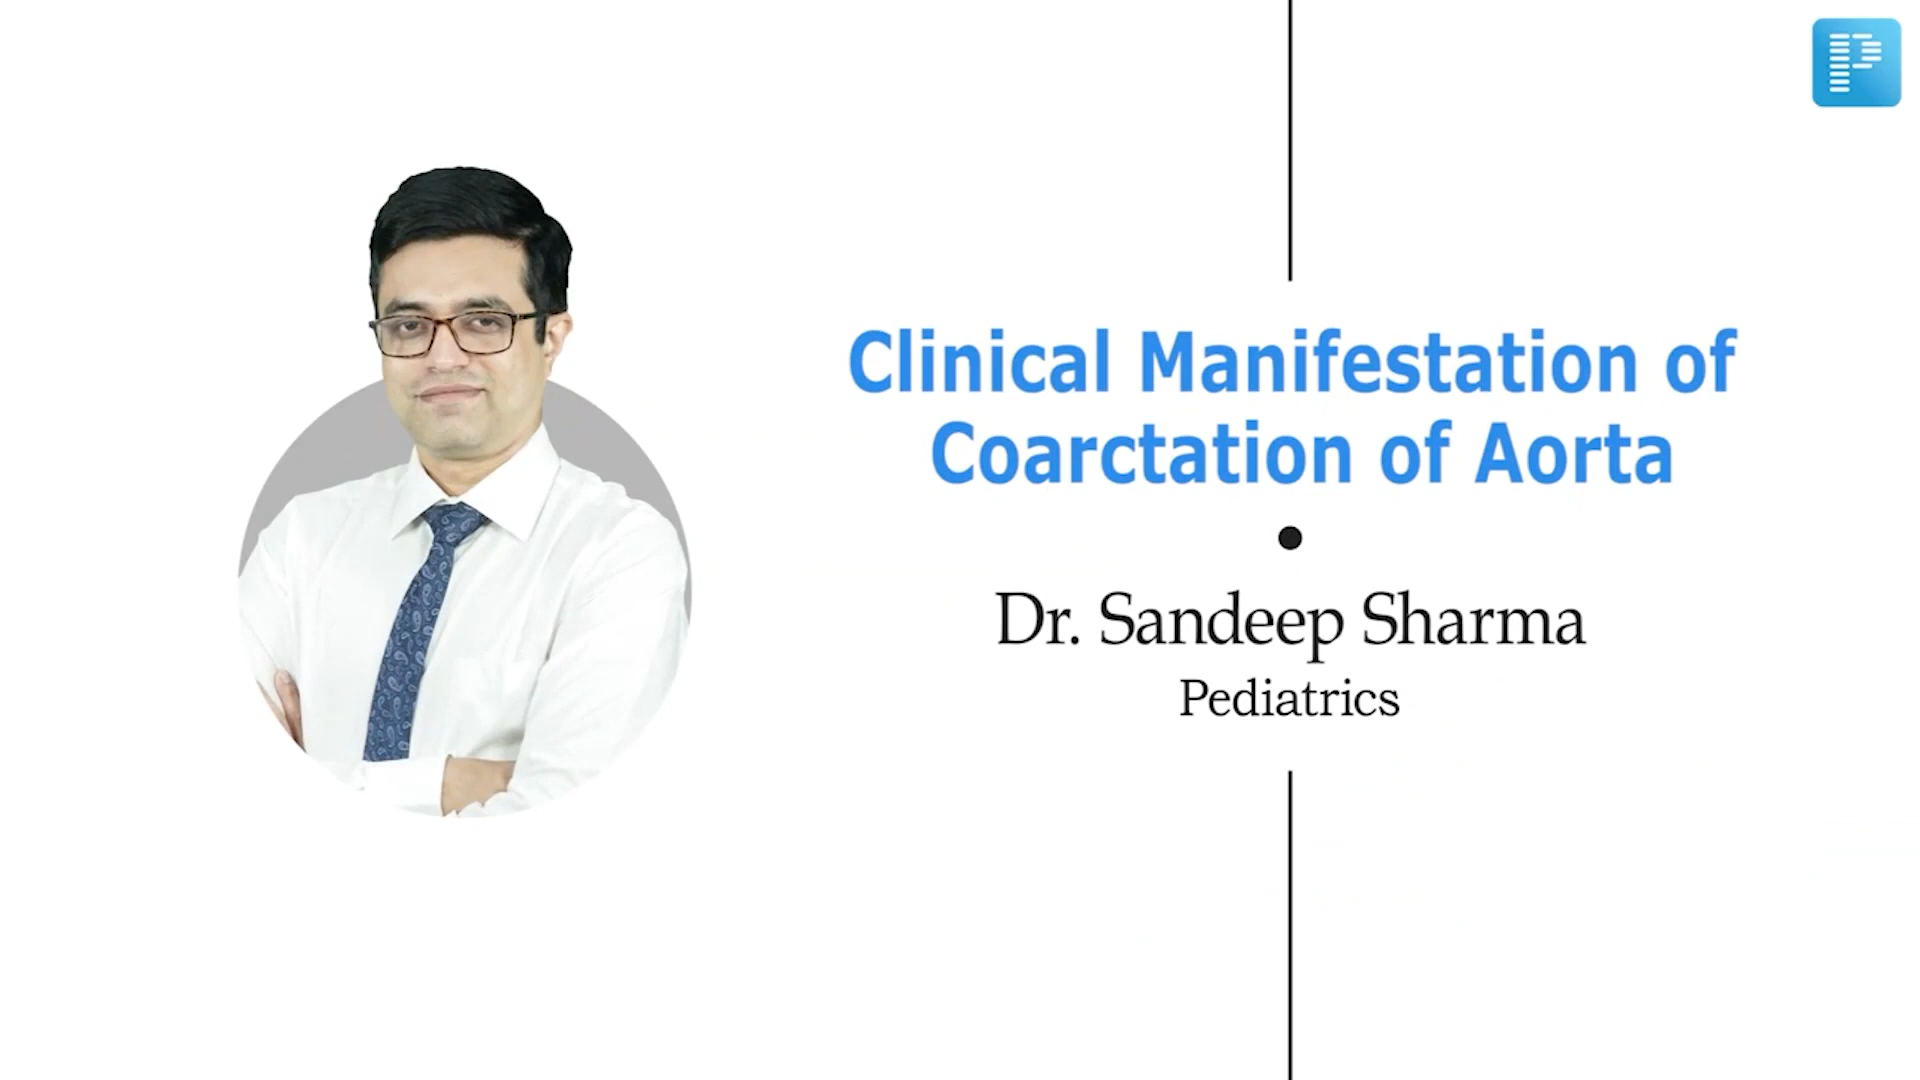 Clinical Manifestation of
Coarctation of Aorta
Dr. Sandeep Sharma
Pediatrics